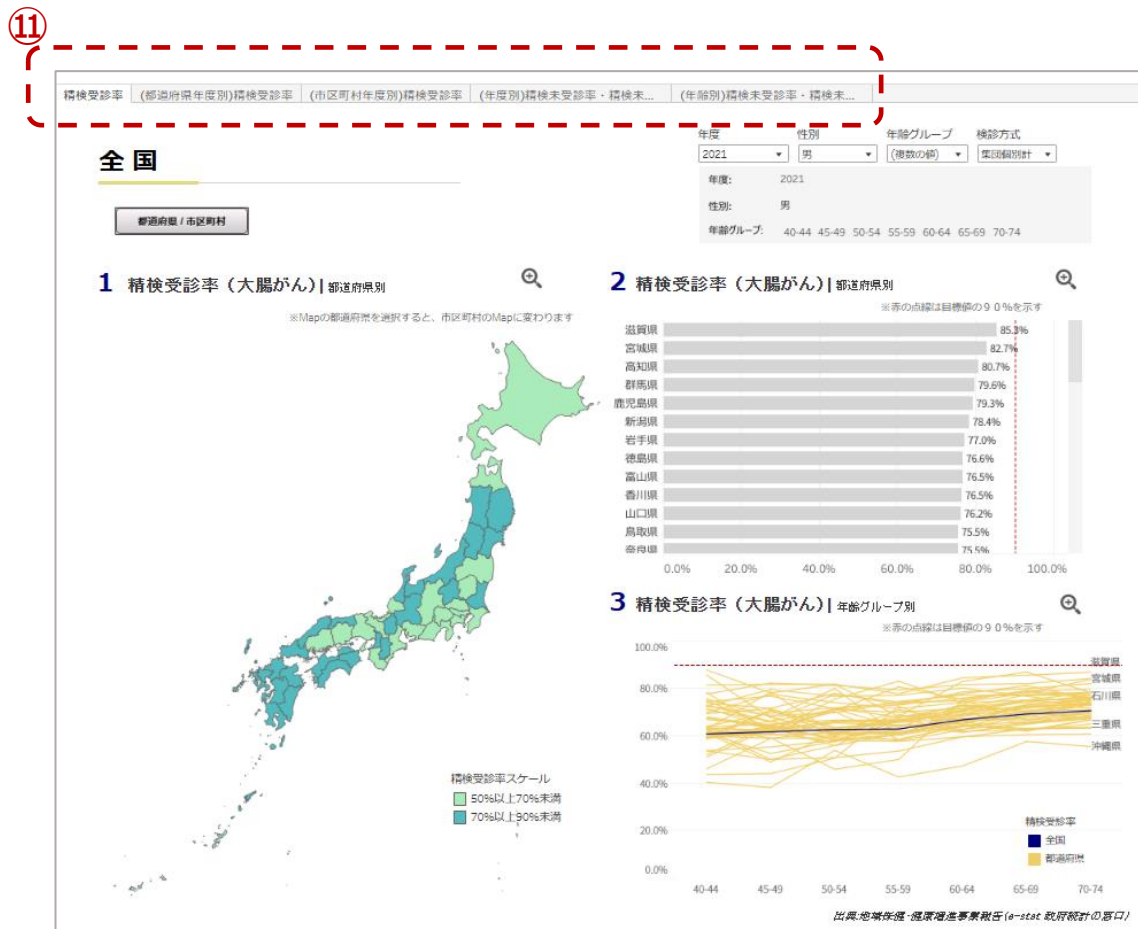 ⑪
精検受診率 (都道府県年度別)精検受診率 (市区町村年度別)精検受診率 (年度別)精検未受診率・精検未... (年齢別)精検未受診率・精検未...
年度 性別 年齢グループ 検診方式
2021 男 (複数の値) 集団個別計
全国
年度: 2021
性別: 男
年齢グループ: 40-44 45-49 50-54 55-59 60-64 65-69 70-74
都道府県 / 市区町村
1 精検受診率（大腸がん）| 都道府県別
※Mapの都道府県を選択すると、市区町村のMapに変わります
精検受診率スケール
50%以上70%未満
70%以上90%未満
2 精検受診率（大腸がん）| 都道府県別
※赤の点線は目標値の９０%を示す
滋賀県 85.3%
宮城県 82.7%
高知県 80.7%
群馬県 79.6%
鹿児島県 79.3%
新潟県 78.4%
岩手県 77.0%
徳島県 76.6%
富山県 76.5%
香川県 76.5%
山口県 76.2%
鳥取県 75.5%
奈良県 75.5%
0.0% 20.0% 40.0% 60.0% 80.0% 100.0%
3 精検受診率（大腸がん）| 年齢グループ別
※赤の点線は目標値の９０%を示す
100.0%
80.0%
60.0%
40.0%
20.0%
0.0%
滋賀県
宮城県
石川県
三重県
沖縄県
精検受診率
全国
都道府県
40-44 45-49 50-54 55-59 60-64 65-69 70-74
出典:地域保健・健康増進事業報告(e-stat 政府統計の窓口)